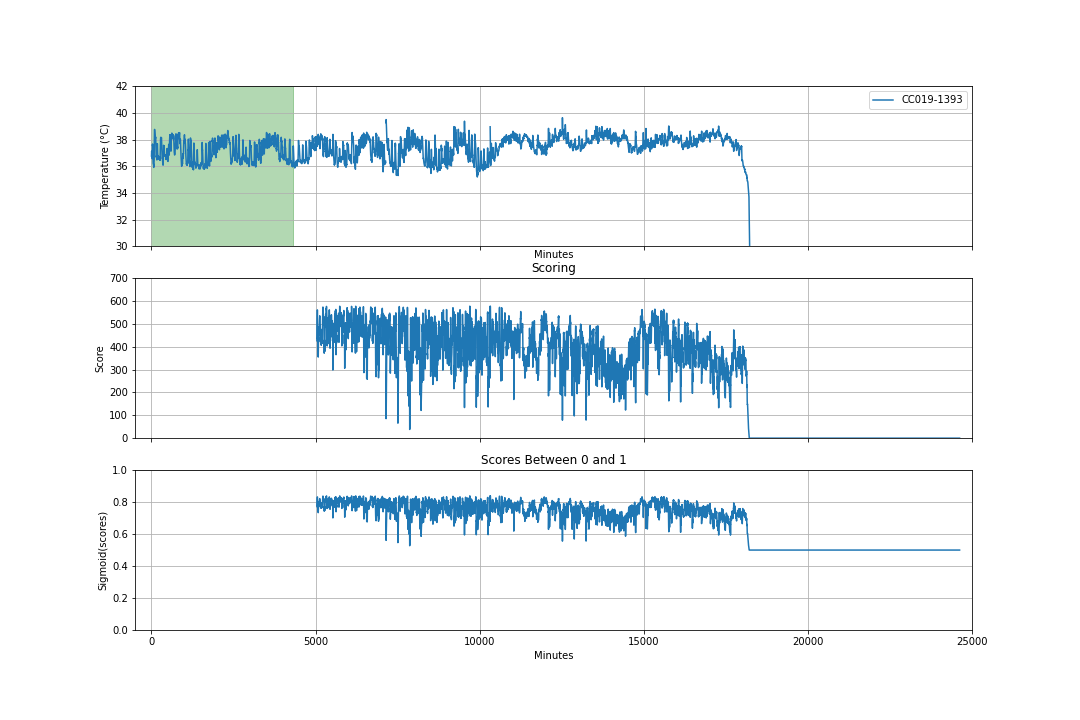 42
40
38
36
34
32
30
Temperature (°C)
CC019-1393
Minutes
Scoring
700
600
500
400
300
200
100
0
Score
Scores Between 0 and 1
1.0
0.8
0.6
0.4
0.2
0.0
Sigmoid(scores)
0 5000 10000 15000 20000 25000
Minutes